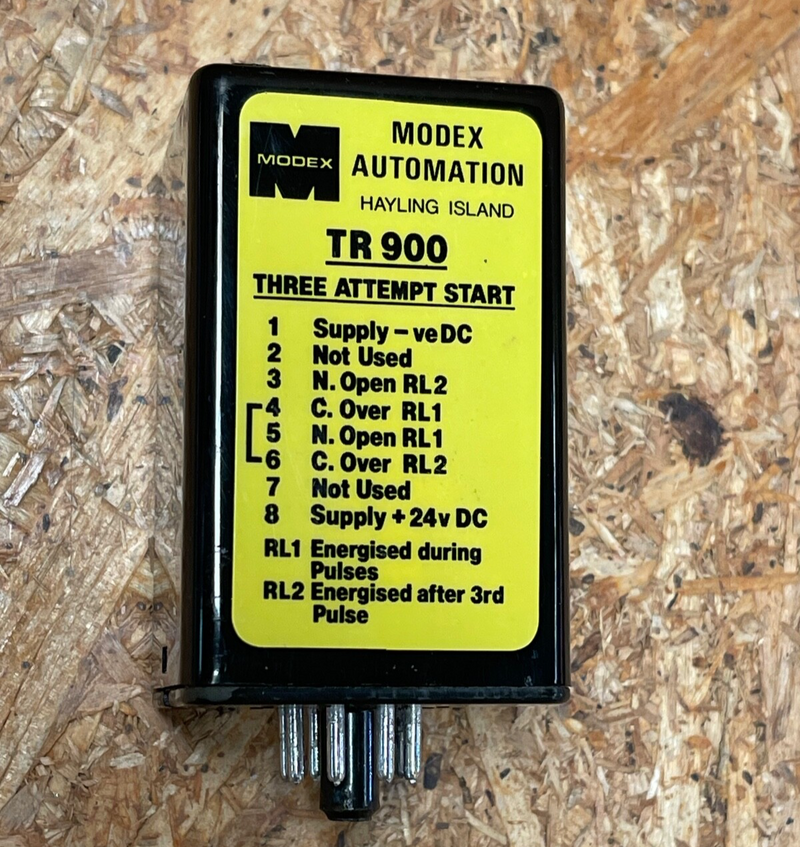 MODEX
MODEX
AUTOMATION
HAYLING ISLAND
TR 900
THREE ATTEMPT START
1 Supply – ve DC
2 Not Used
3 N. Open RL2
4 C. Over RL1
5 N. Open RL1
6 C. Over RL2
7 Not Used
8 Supply + 24v DC
RL1 Energised during
Pulses
RL2 Energised after 3rd
Pulse